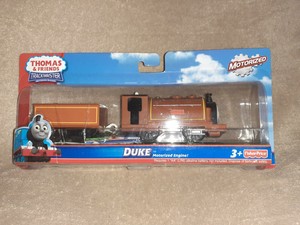 THOMAS
& FRIENDS
TRACKMASTER
MOTORIZED
DUKE
Motorized Engine!
3+
Fisher-Price